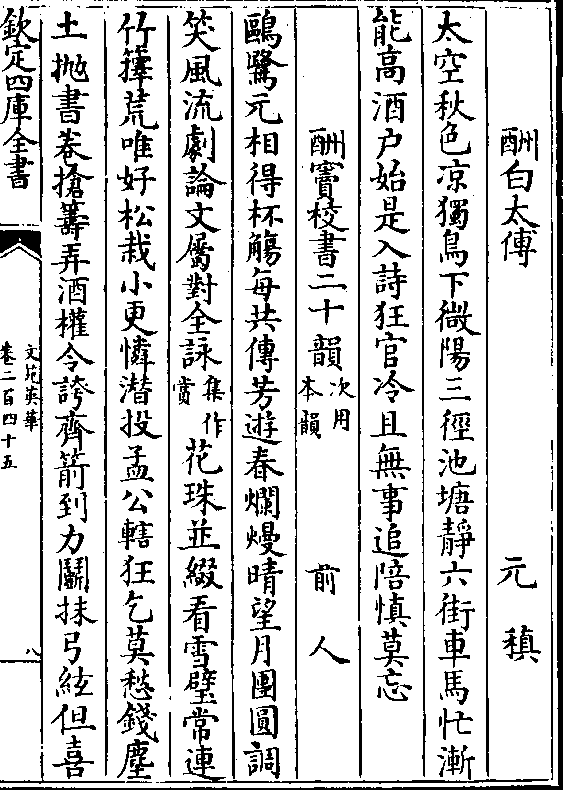 酬白太傅　元稹
太空秋色凉獨鳥下微陽三徑池塘靜六街車馬忙漸
能高酒户始是入詩狂官冷且無事追陪慎莫忘
酬竇校書二十韻次用本韻　前人
鷗鷺元相得杯觴每共傳芳遊春爛熳晴望月團圓調
笑風流劇論文屬對全詠集作賞花珠並綴看雪璧常連
竹籜荒唯好松栽小更憐潜投孟公轄狂乞莫愁錢塵
土抛書卷搶籌弄酒權令誇齊箭到力鬭抹弓絃但喜
欽定四庫全書
文苑英華
卷二百四十五
八